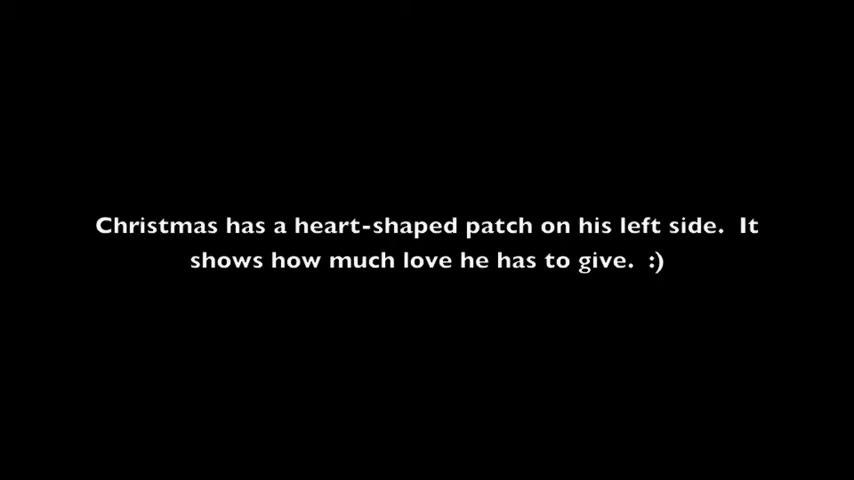 Christmas has a heart-shaped patch on his left side.  It
shows how much love he has to give.  :)